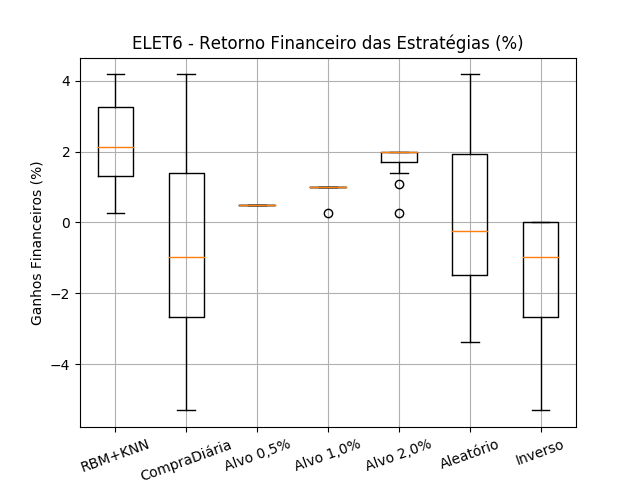 ELET6 - Retorno Financeiro das Estratégias (%)
Ganhos Financeiros (%)
4
2
0
−2
−4
RBM+KNN
CompraDiária
Alvo 0,5%
Alvo 1,0%
Alvo 2,0%
Aleatório
Inverso